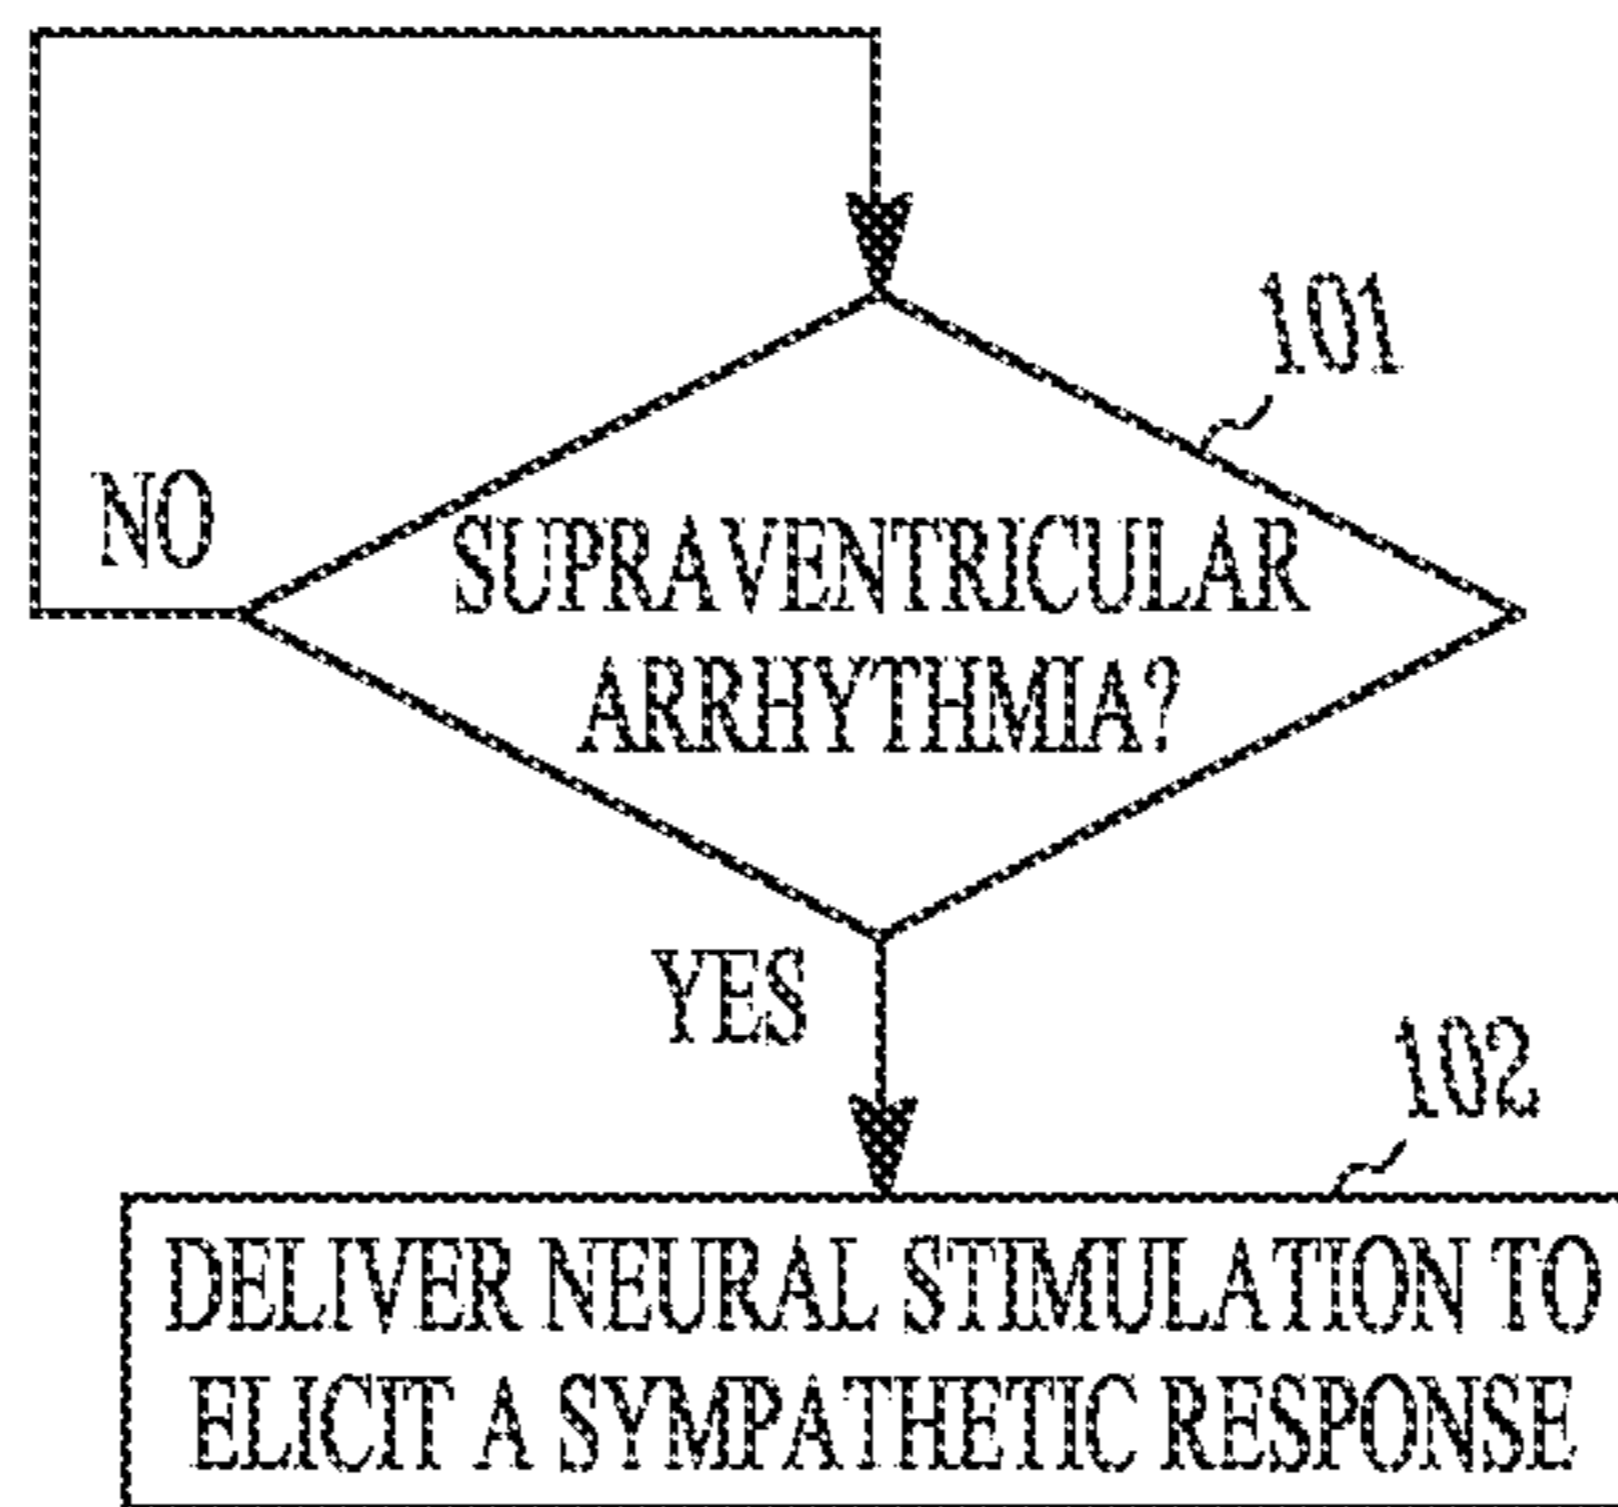 101
NO
SUPRAVENTRICULAR
ARRHYTHMIA?
YES
102
DELIVER NEURAL STIMULATION TO
ELICIT A SYMPATHETIC RESPONSE